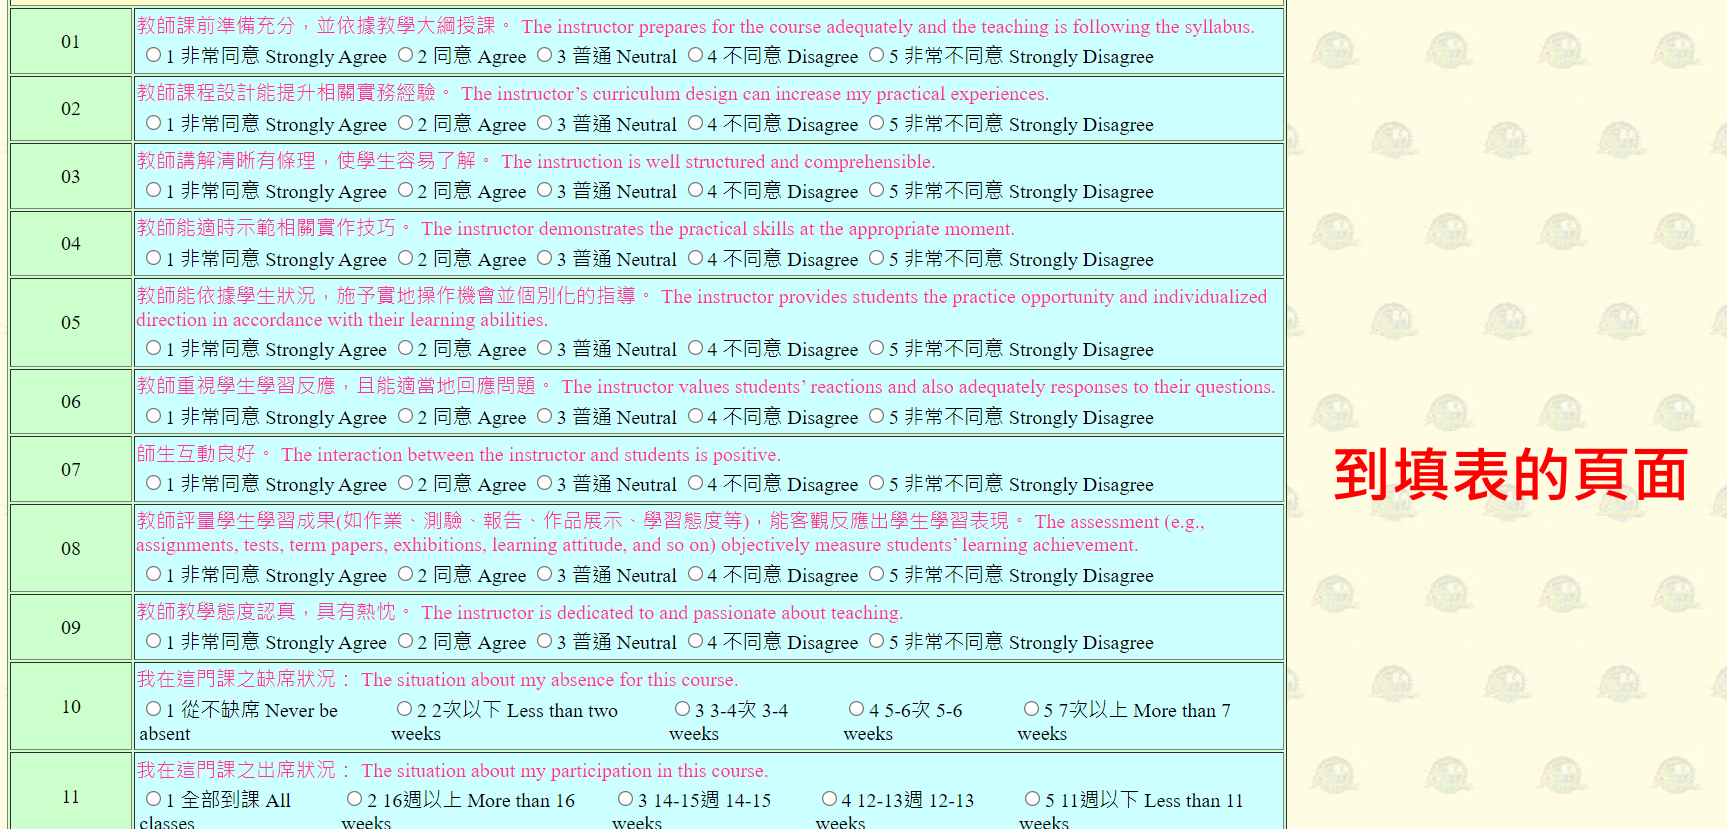 01
教師課前準備充分，並依據教學大綱授課。 The instructor prepares for the course adequately and the teaching is following the syllabus.
1 非常同意 Strongly Agree 2 同意 Agree 3 普通 Neutral 4 不同意 Disagree 5 非常不同意 Strongly Disagree
02
教師課程設計能提升相關實務經驗。 The instructor’s curriculum design can increase my practical experiences.
1 非常同意 Strongly Agree 2 同意 Agree 3 普通 Neutral 4 不同意 Disagree 5 非常不同意 Strongly Disagree
03
教師講解清晰有條理，使學生容易了解。 The instruction is well structured and comprehensible.
1 非常同意 Strongly Agree 2 同意 Agree 3 普通 Neutral 4 不同意 Disagree 5 非常不同意 Strongly Disagree
04
教師能適時示範相關實作技巧。 The instructor demonstrates the practical skills at the appropriate moment.
1 非常同意 Strongly Agree 2 同意 Agree 3 普通 Neutral 4 不同意 Disagree 5 非常不同意 Strongly Disagree
05
教師能依據學生狀況，施予實地操作機會並個別化的指導。 The instructor provides students the practice opportunity and individualized
direction in accordance with their learning abilities.
1 非常同意 Strongly Agree 2 同意 Agree 3 普通 Neutral 4 不同意 Disagree 5 非常不同意 Strongly Disagree
06
教師重視學生學習反應，且能適當地回應問題。 The instructor values students’ reactions and also adequately responses to their questions.
1 非常同意 Strongly Agree 2 同意 Agree 3 普通 Neutral 4 不同意 Disagree 5 非常不同意 Strongly Disagree
07
師生互動良好。 The interaction between the instructor and students is positive.
1 非常同意 Strongly Agree 2 同意 Agree 3 普通 Neutral 4 不同意 Disagree 5 非常不同意 Strongly Disagree
到填表的頁面
08
教師評量學生學習成果(如作業、測驗、報告、作品展示、學習態度等)，能客觀反應出學生學習表現。 The assessment (e.g.,
assignments, tests, term papers, exhibitions, learning attitude, and so on) objectively measure students’ learning achievement.
1 非常同意 Strongly Agree 2 同意 Agree 3 普通 Neutral 4 不同意 Disagree 5 非常不同意 Strongly Disagree
09
教師教學態度認真，具有熱忱。 The instructor is dedicated to and passionate about teaching.
1 非常同意 Strongly Agree 2 同意 Agree 3 普通 Neutral 4 不同意 Disagree 5 非常不同意 Strongly Disagree
10
我在這門課之缺席狀況： The situation about my absence for this course.
1 從不缺席 Never be absent
2 2次以下 Less than two weeks
3 3-4次 3-4 weeks
4 5-6次 5-6 weeks
5 7次以上 More than 7 weeks
11
我在這門課之出席狀況： The situation about my participation in this course.
1 全部到課 All classes
2 16週以上 More than 16 weeks
3 14-15週 14-15 weeks
4 12-13週 12-13 weeks
5 11週以下 Less than 11 weeks